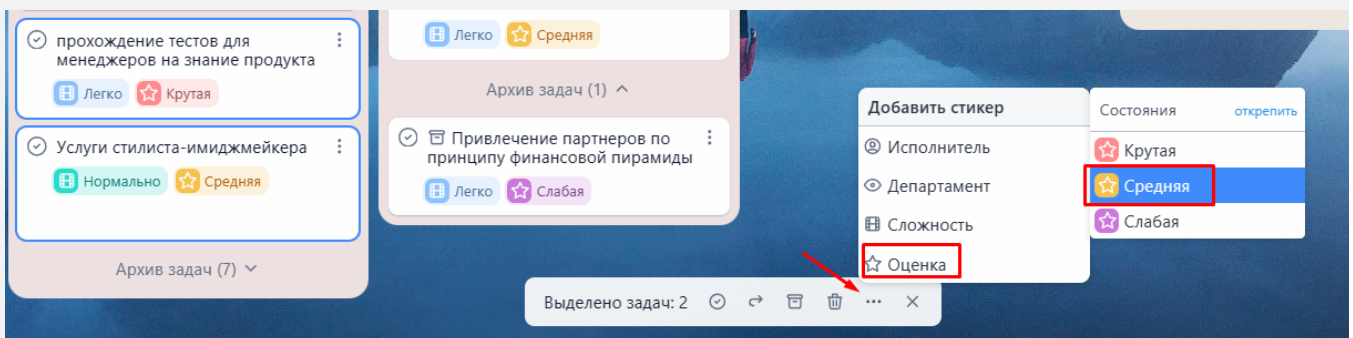 прохождение тестов для
менеджеров на знание продукта
Легко Крутая
Услуги стилиста-имиджмейкера
Нормально Средняя
Архив задач (7)
Легко Средняя
Архив задач (1)
Привлечение партнеров по
принципу финансовой пирамиды
Легко Слабая
Добавить стикер
Исполнитель
Департамент
Сложность
Оценка
Состояния открепить
Крутая
Средняя
Слабая
Выделено задач: 2